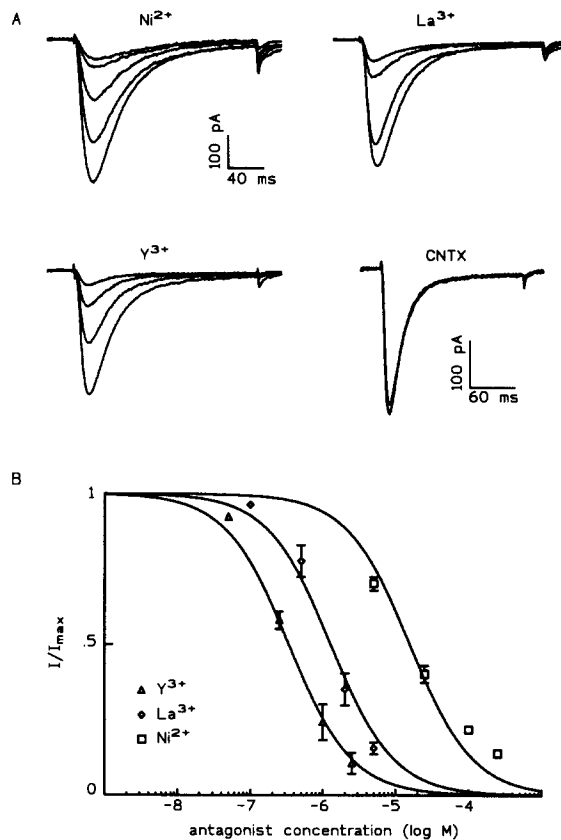 A
Ni²⁺
La³⁺
100 pA
40 ms
Y³⁺
CNTX
100 pA
60 ms
B
1
.5
0
I/Imax
Y³⁺
La³⁺
Ni²⁺
-8
-7
-6
-5
-4
antagonist concentration (log M)